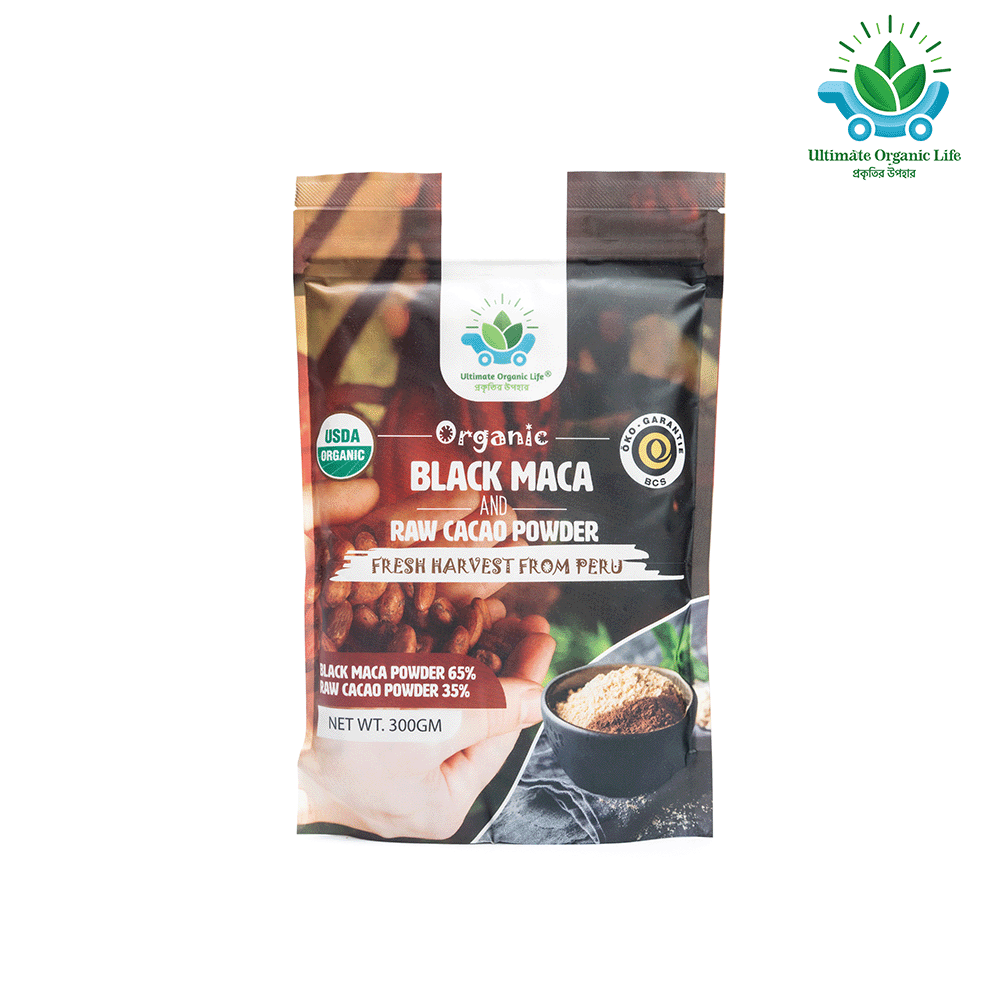 Ultimate Organic Life
প্রকৃতির উপহার
Ultimate Organic Life®
প্রকৃতির উপহার
USDA
ORGANIC
Organic
ÖKO-GARANTIE
BCS
BLACK MACA
AND
RAW CACAO POWDER
FRESH HARVEST FROM PERU
BLACK MACA POWDER 65%
RAW CACAO POWDER 35%
NET WT. 300GM